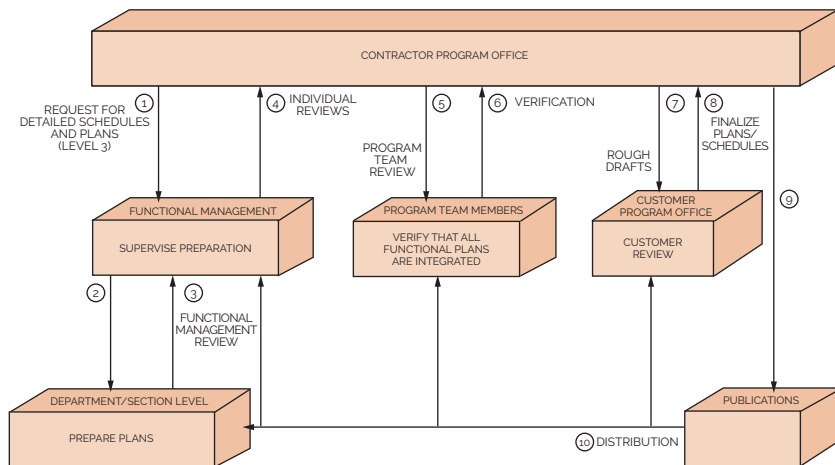 CONTRACTOR PROGRAM OFFICE
1
REQUEST FOR
DETAILED SCHEDULES
AND PLANS
(LEVEL 3)
4
INDIVIDUAL
REVIEWS
5
PROGRAM
TEAM
REVIEW
6
VERIFICATION
7
ROUGH
DRAFTS
8
FINALIZE
PLANS/
SCHEDULES
9
FUNCTIONAL MANAGEMENT
SUPERVISE PREPARATION
PROGRAM TEAM MEMBERS
VERIFY THAT ALL
FUNCTIONAL PLANS
ARE INTEGRATED
CUSTOMER
PROGRAM OFFICE
CUSTOMER
REVIEW
2
3
FUNCTIONAL
MANAGEMENT
REVIEW
DEPARTMENT/SECTION LEVEL
PREPARE PLANS
PUBLICATIONS
10 DISTRIBUTION